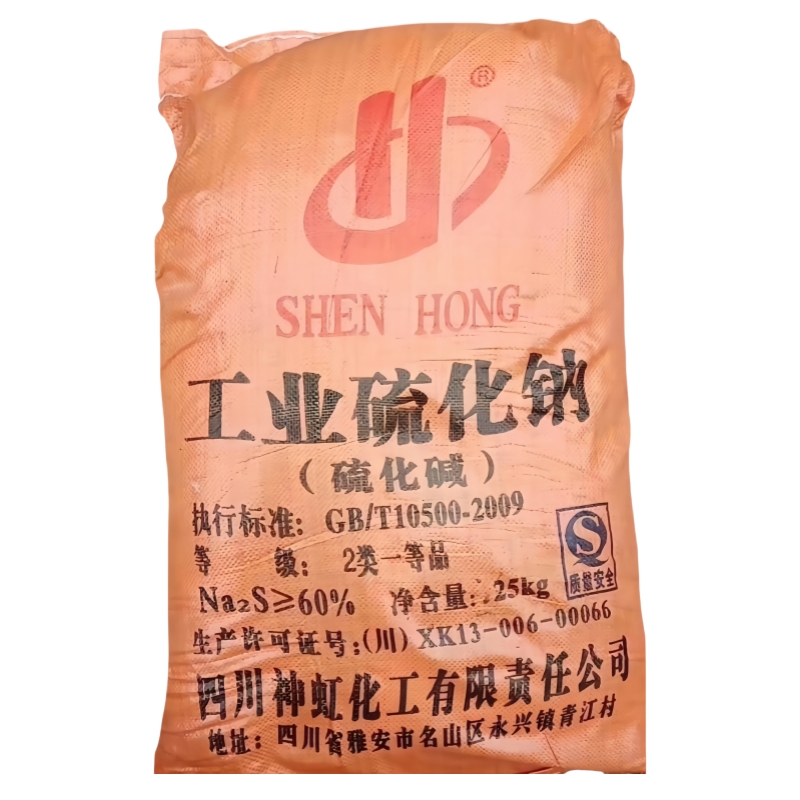 ®
SHEN HONG
工业硫化钠
(硫化碱)
执行标准: GB/T10500-2009
等 级: 2类一等品
Na₂S≥60% 净含量: 25kg
质量安全
生产许可证号:(川)XK13-006-00066
四川神虹化工有限责任公司
地址: 四川省雅安市名山区永兴镇青江村